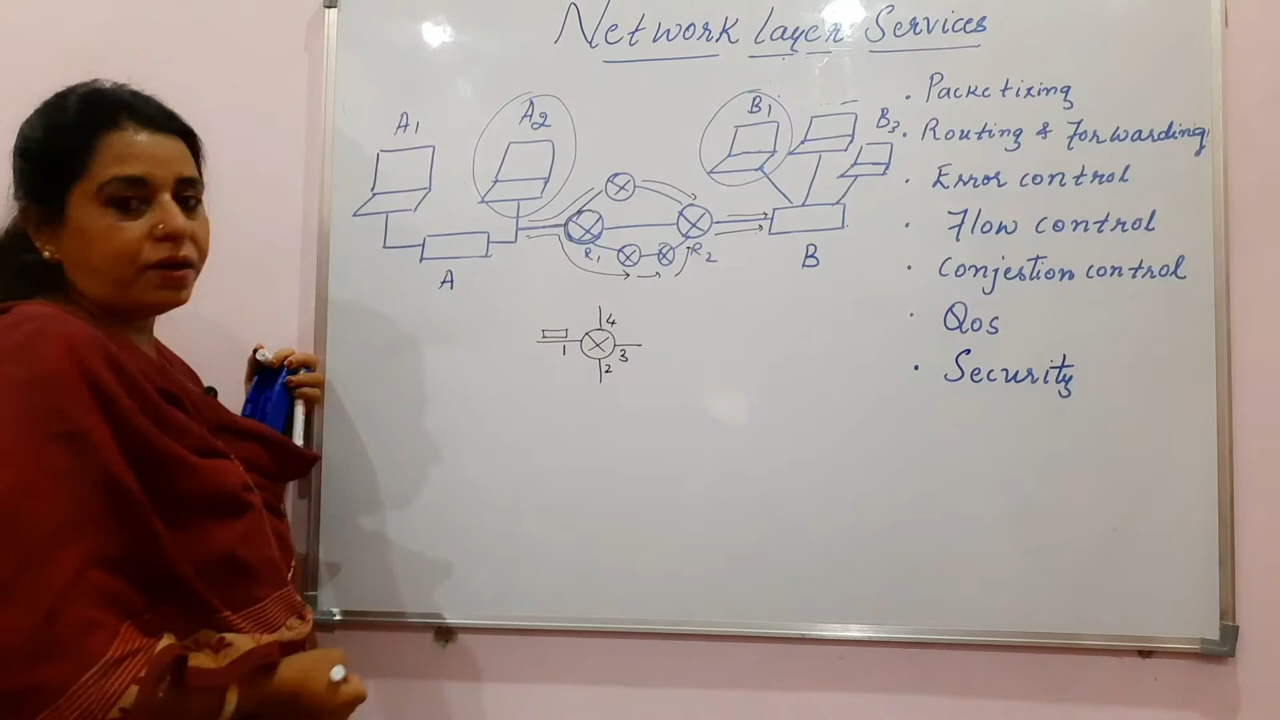 Network Layer Services
A1
A2
B1
B3
R1
R2
A
B
4
1
3
2
. Packetizing
. Routing & Forwarding
. Error control
. Flow control
. Conjestion control
. Qos
. Security